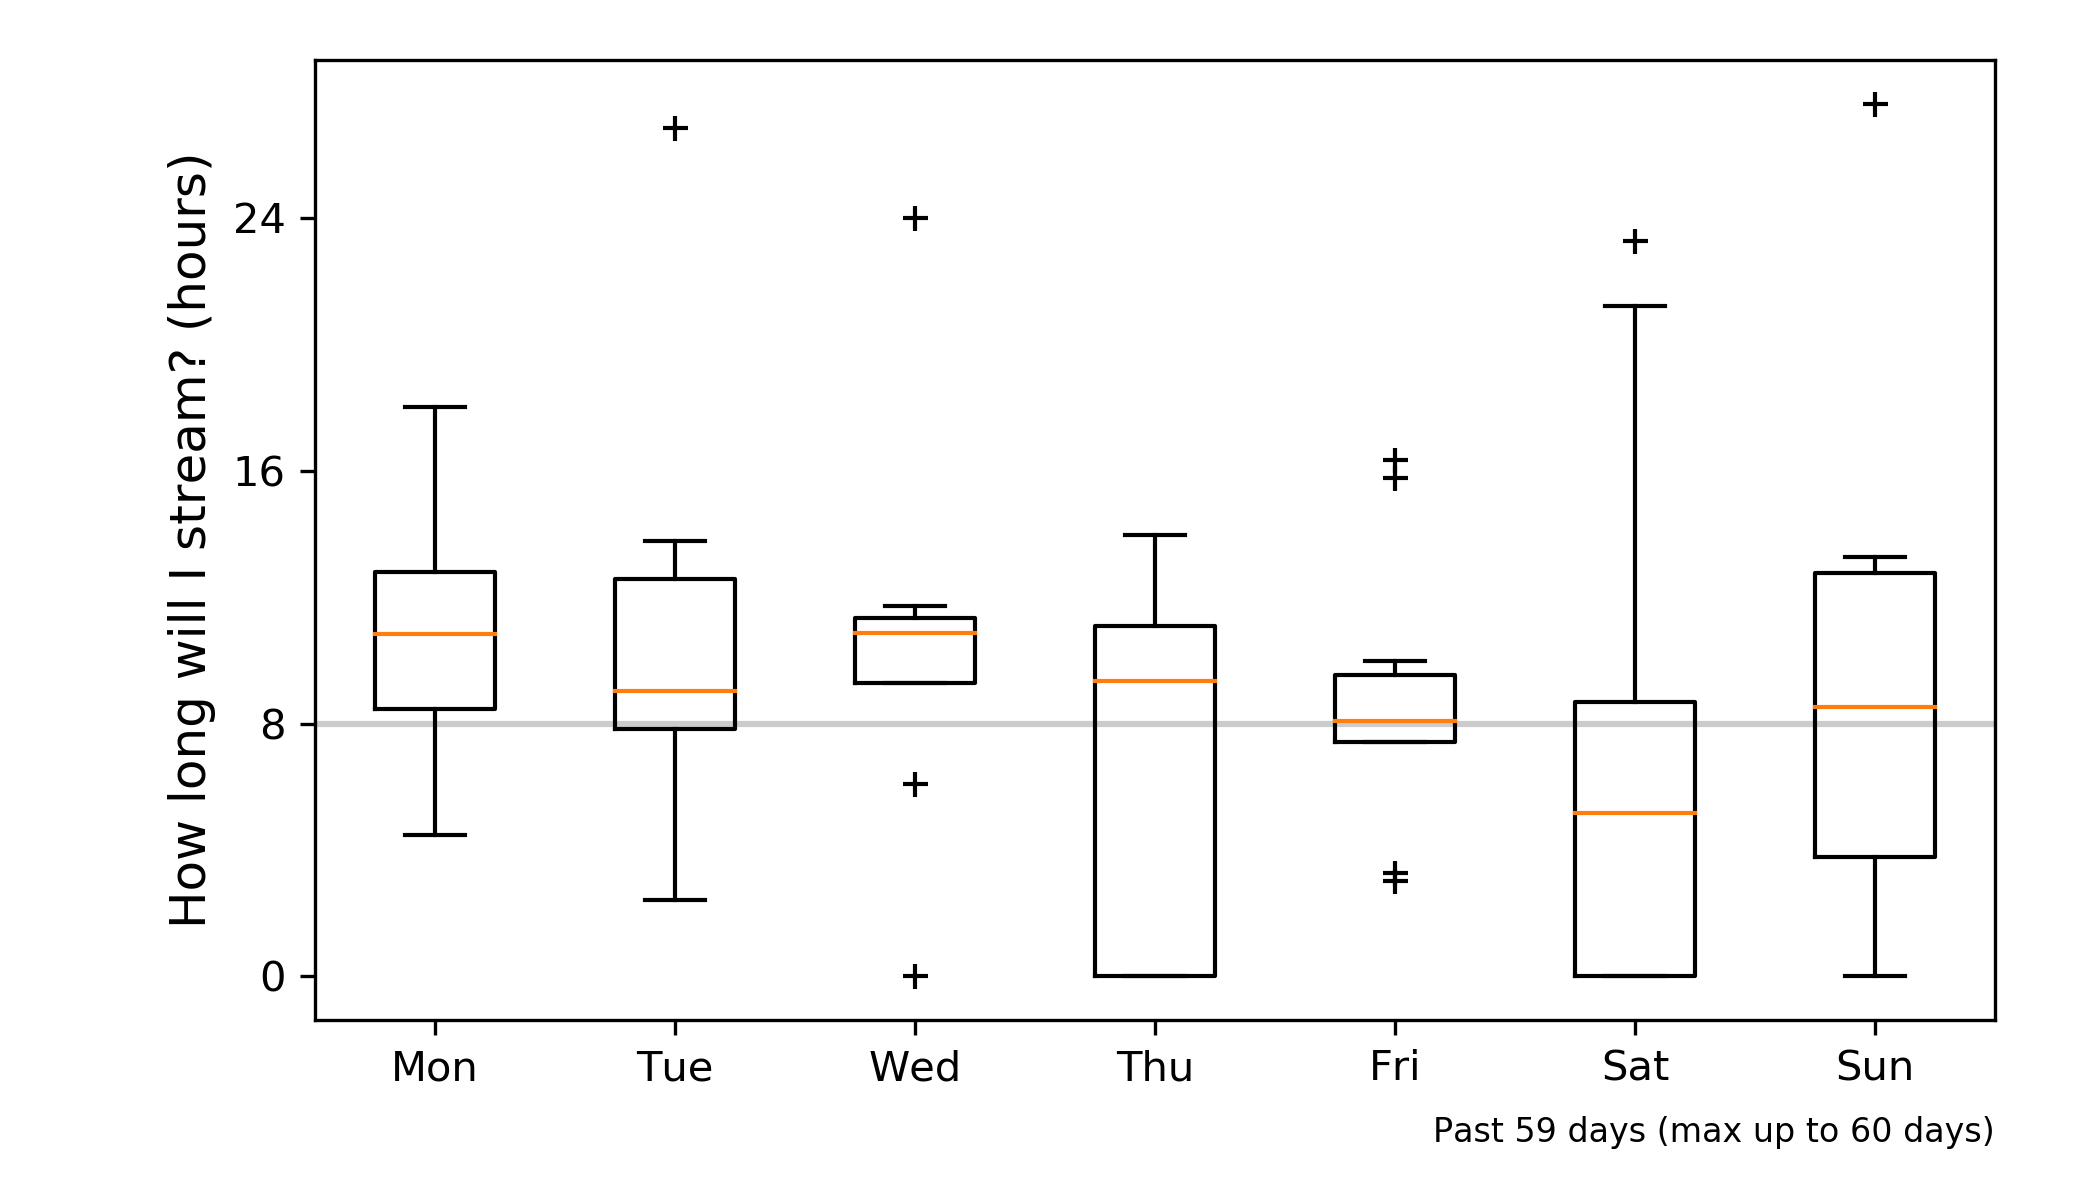 How long will I stream? (hours)
24
16
8
0
Mon Tue Wed Thu Fri Sat Sun
Past 59 days (max up to 60 days)